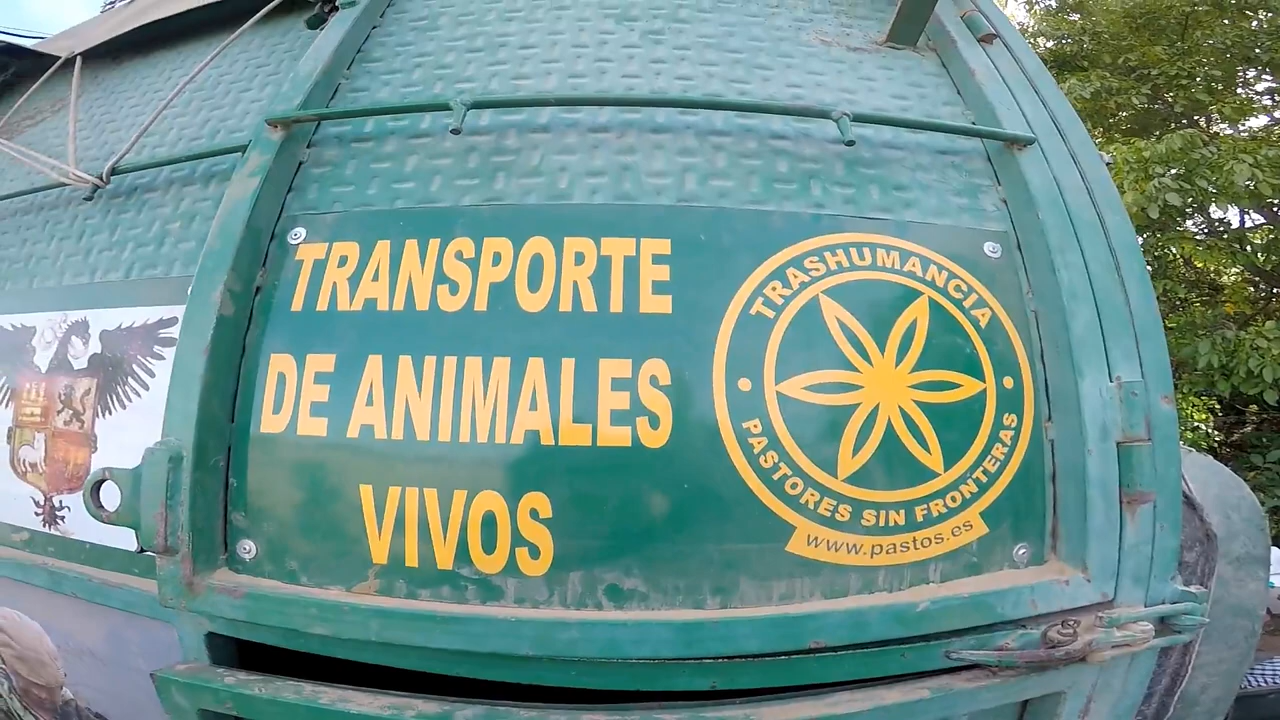 TRANSPORTE
DE ANIMALES
VIVOS
TRASHUMANCIA
PASTORES SIN FRONTERAS
www.pastos.es